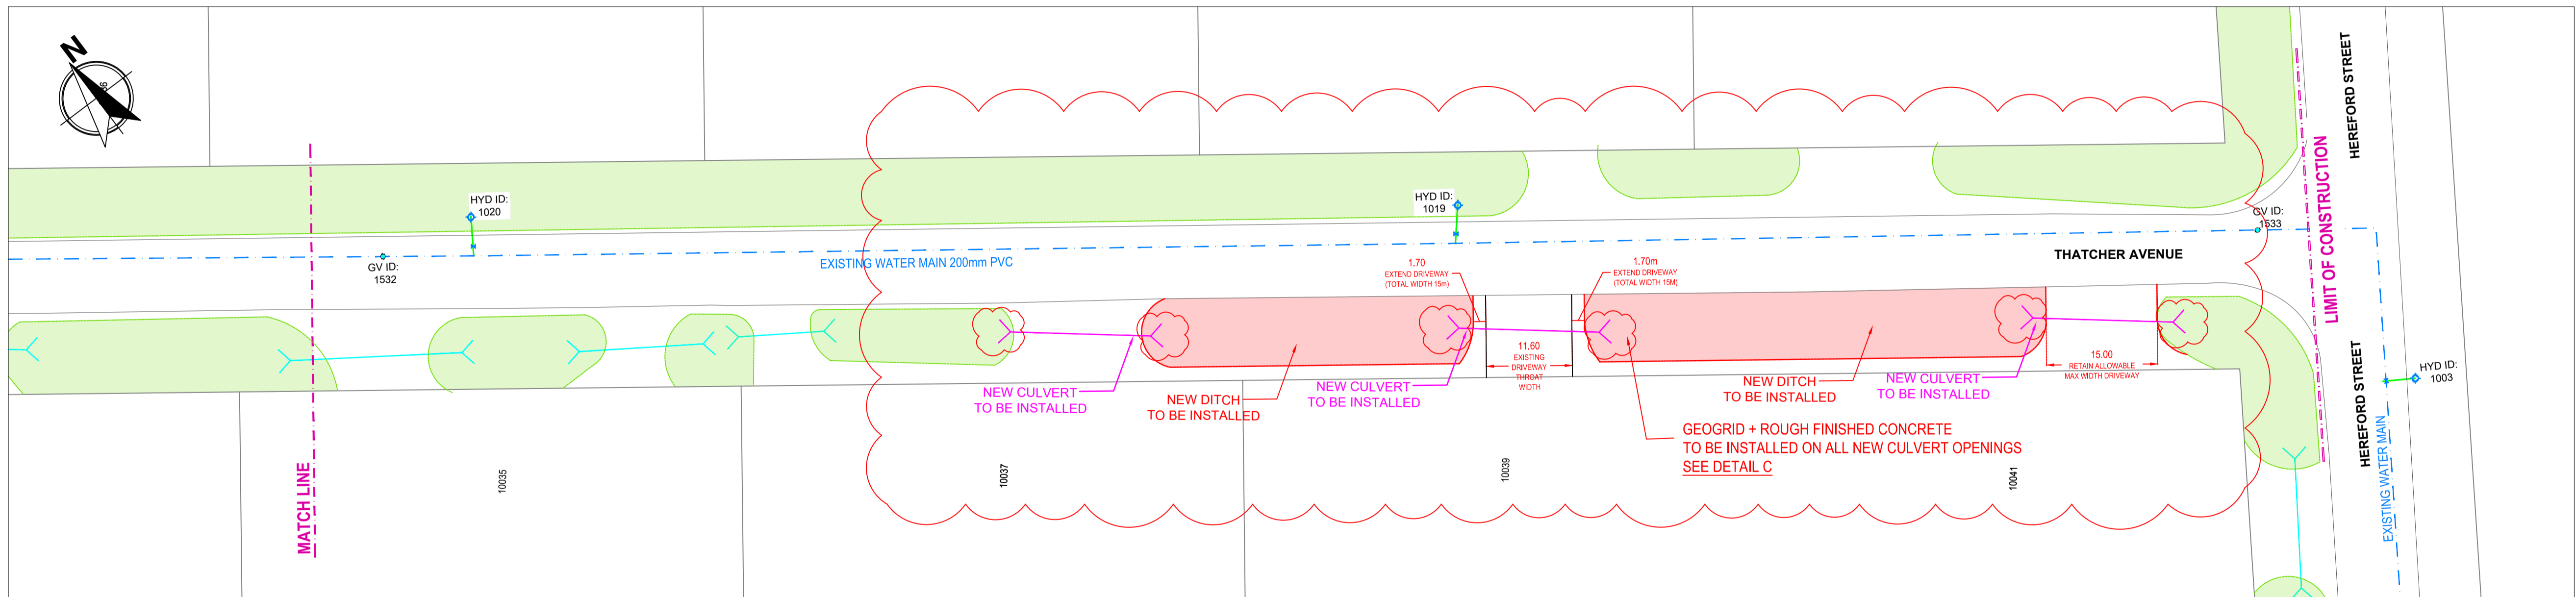 N
HYD ID:
1020
GV ID:
1532
EXISTING WATER MAIN 200mm PVC
HYD ID:
1019
1.70
EXTEND DRIVEWAY
(TOTAL WIDTH 15m)
1.70m
EXTEND DRIVEWAY
(TOTAL WIDTH 15M)
GV ID:
1533
THATCHER AVENUE
HEREFORD STREET
LIMIT OF CONSTRUCTION
HEREFORD STREET
EXISTING WATER MAIN
HYD ID:
1003
11.60
EXISTING
DRIVEWAY
THROAT
WIDTH
15.00
RETAIN ALLOWABLE
MAX WIDTH DRIVEWAY
NEW CULVERT
TO BE INSTALLED
NEW DITCH
TO BE INSTALLED
NEW CULVERT
TO BE INSTALLED
NEW DITCH
TO BE INSTALLED
NEW CULVERT
TO BE INSTALLED
GEOGRID + ROUGH FINISHED CONCRETE
TO BE INSTALLED ON ALL NEW CULVERT OPENINGS
SEE DETAIL C
MATCH LINE
10035
10037
10039
10041